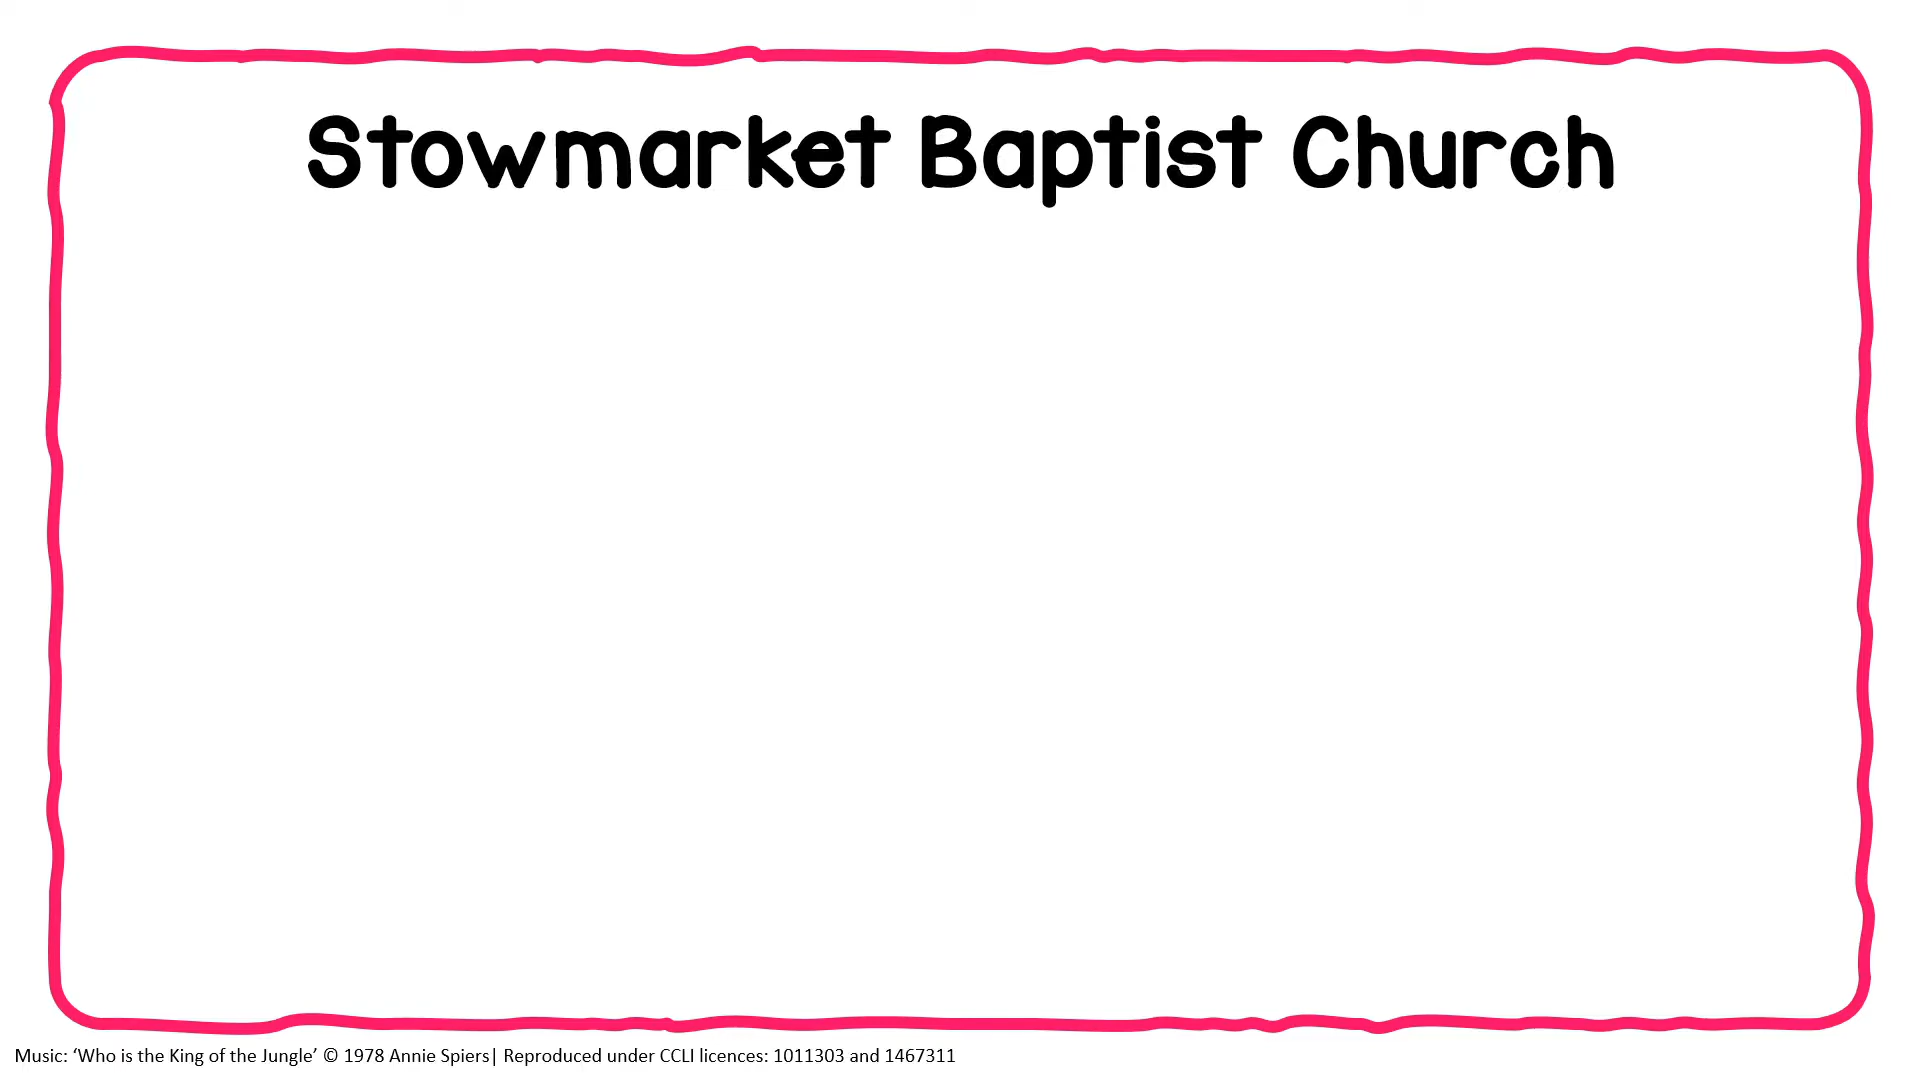 Stowmarket Baptist Church
Music: ‘Who is the King of the Jungle’ © 1978 Annie Spiers| Reproduced under CCLI licences: 1011303 and 1467311